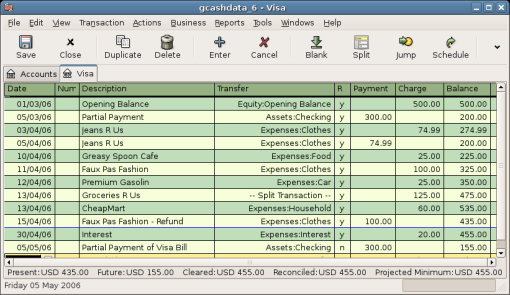 gcashdata_6 - Visa
File Edit View Transaction Actions Business Reports Tools Windows Help
Save Close Duplicate Delete Enter Cancel Blank Split Jump Schedule
Accounts Visa
Date Num Description Transfer R Payment Charge Balance
01/03/06 Opening Balance Equity:Opening Balance y 500.00 500.00
05/03/06 Partial Payment Assets:Checking y 300.00 200.00
03/04/06 Jeans R Us Expenses:Clothes y 74.99 274.99
05/04/06 Jeans R Us Expenses:Clothes y 74.99 200.00
10/04/06 Greasy Spoon Cafe Expenses:Food y 25.00 225.00
11/04/06 Faux Pas Fashion Expenses:Clothes y 100.00 325.00
12/04/06 Premium Gasolin Expenses:Car y 25.00 350.00
13/04/06 Groceries R Us -- Split Transaction -- y 125.00 475.00
13/04/06 CheapMart Expenses:Household y 60.00 535.00
15/04/06 Faux Pas Fashion - Refund Expenses:Clothes y 100.00 435.00
30/04/06 Interest Expenses:Interest y 20.00 455.00
05/05/06 Partial Payment of Visa Bill Assets:Checking n 300.00 155.00
Present: USD 435.00 Future: USD 155.00 Cleared: USD 455.00 Reconciled: USD 455.00 Projected Minimum: USD 455.00
Friday 05 May 2006